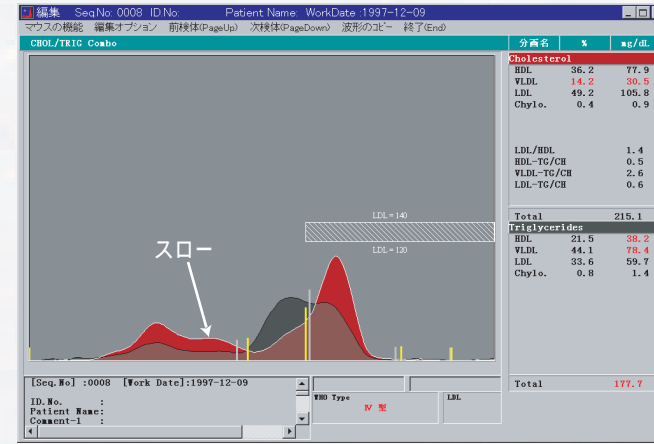 編集 Seq.No: 0008 ID.No: Patient Name: WorkDate :1997-12-09
マウスの機能 編集オプション 前検体(PageUp) 次検体(PageDown) 波形のコピー 終了(End)
CHOL/TRIG Combo
分画名 % mg/dL
Cholesterol
HDL 36.2 77.9
VLDL 14.2 30.5
LDL 49.2 105.8
Chylo. 0.4 0.9
LDL/HDL 1.4
HDL-TG/CH 0.5
VLDL-TG/CH 2.6
LDL-TG/CH 0.6
Total 215.1
Triglycerides
HDL 21.5 38.2
VLDL 44.1 78.4
LDL 33.6 59.7
Chylo. 0.8 1.4
Total 177.7
LDL = 140
LDL = 120
スロー
[Seq.No] :0008 [Work Date]:1997-12-09
ID.No. :
Patient Name:
Comment-1 :
WHO Type
Ⅳ 型
LDL